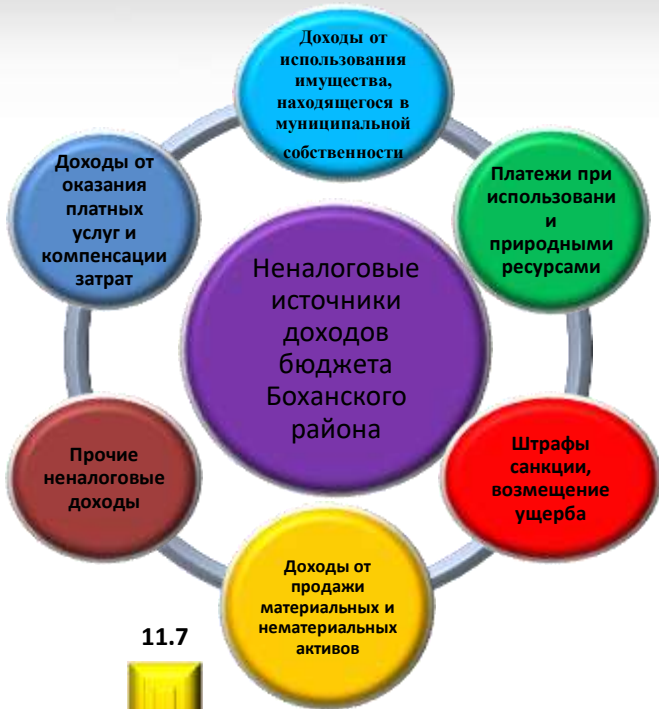 Доходы от
использования
имущества,
находящегося в
муниципальной
собственности
Доходы от
оказания
платных
услуг и
компенсации
затрат
Платежи при
использовани
и
природными
ресурсами
Неналоговые
источники
доходов
бюджета
Боханского
района
Прочие
неналоговые
доходы
Штрафы
санкции,
возмещение
ущерба
Доходы от
продажи
материальных и
нематериальных
активов
11.7